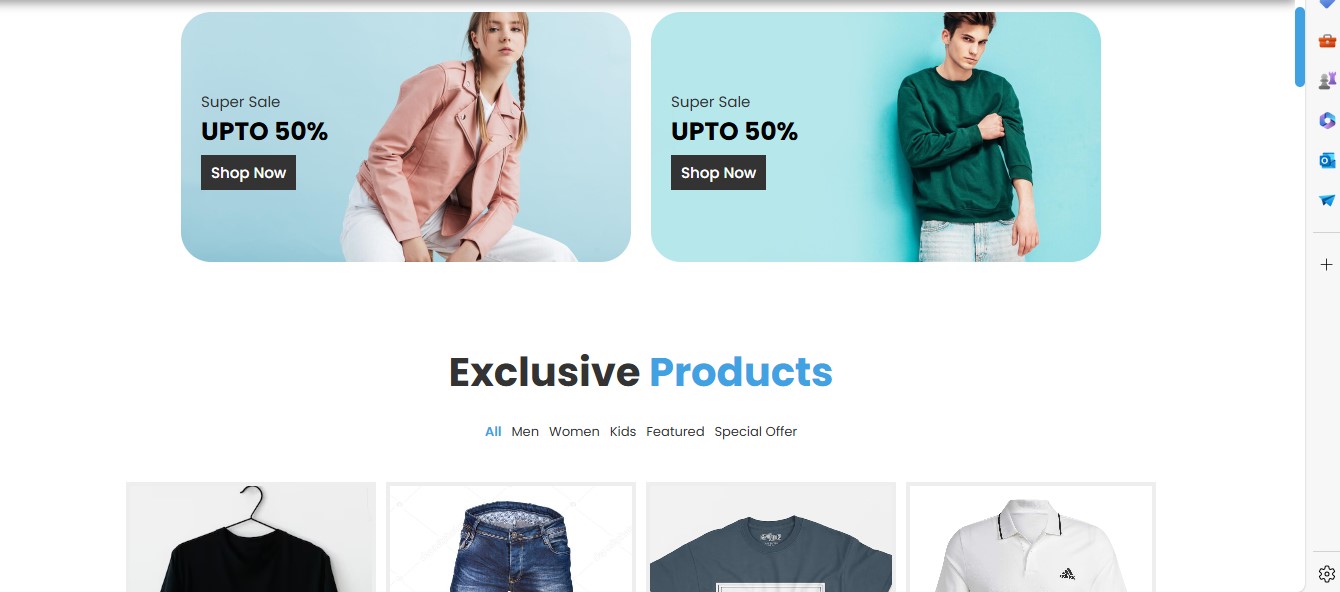 Super Sale
UPTO 50%
Shop Now
Super Sale
UPTO 50%
Shop Now
Exclusive Products
All Men Women Kids Featured Special Offer